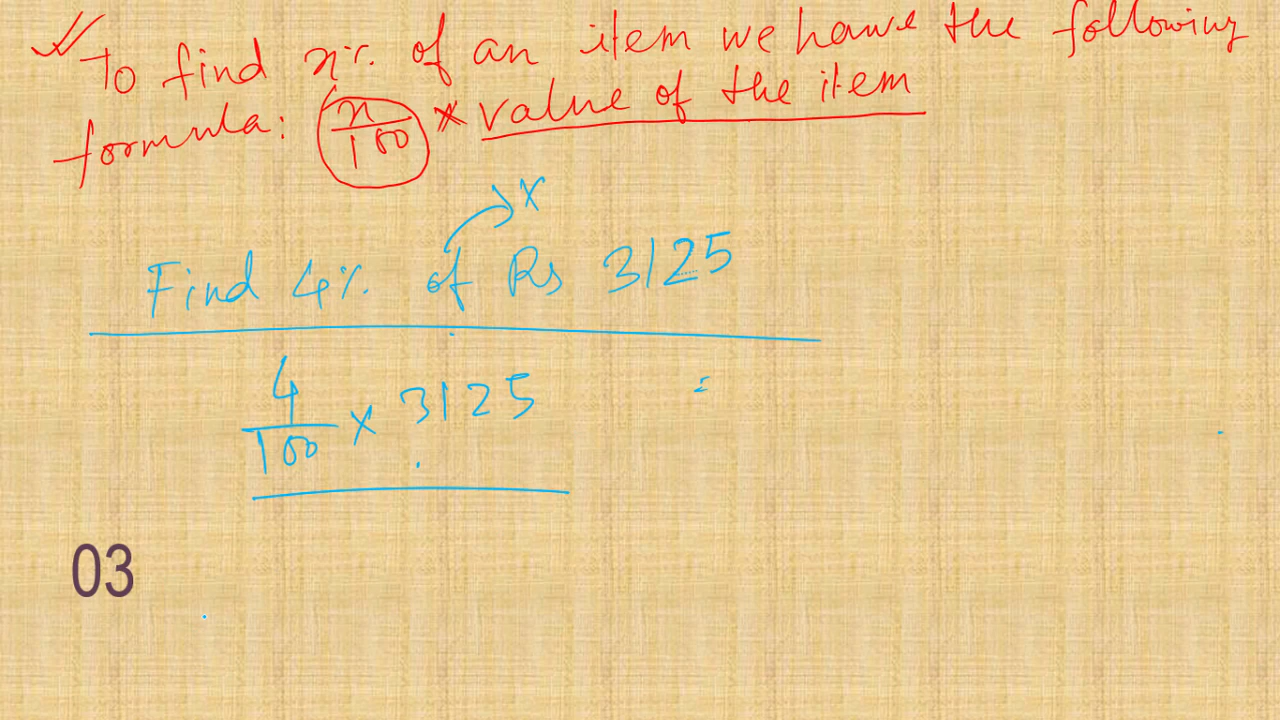 ✓ To find x% of an item we have the following
formula: (x/100) * value of the item
x
Find 4% of Rs 3125
4/100 x 3125 =
03